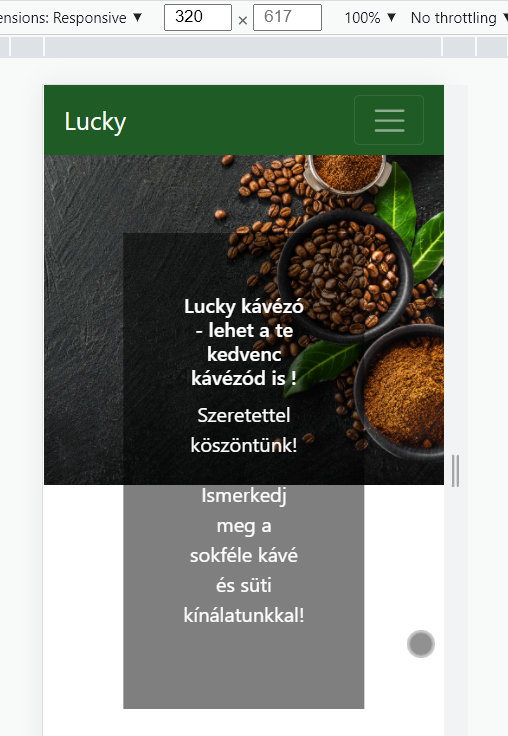 ensions: Responsive ▼ 320 × 617 100% ▼ No throttling ▼
Lucky
Lucky kávézó
- lehet a te
kedvenc
kávézód is !
Szeretettel
köszöntünk!
Ismerkedj
meg a
sokféle kávé
és süti
kínálatunkkal!